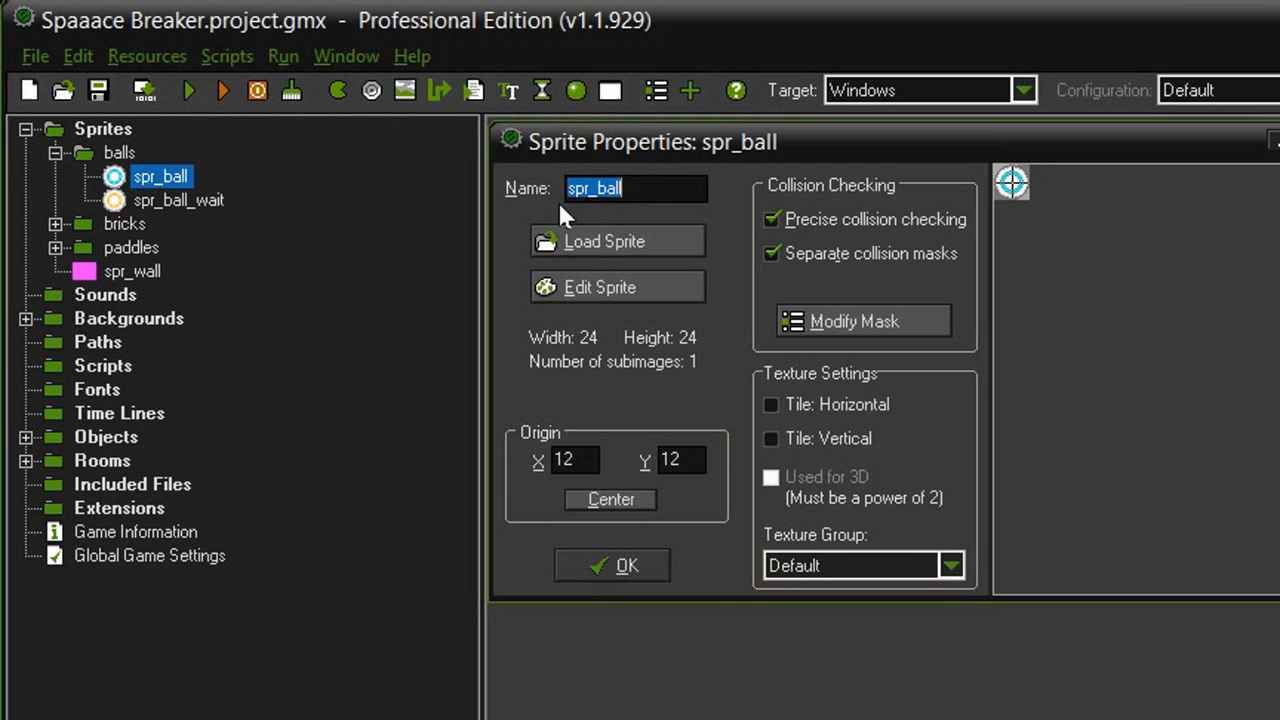 Spaaace Breaker.project.gmx - Professional Edition (v1.1.929)
File Edit Resources Scripts Run Window Help
Target: Windows Configuration: Default
Sprites
balls
spr_ball
spr_ball_wait
bricks
paddles
spr_wall
Sounds
Backgrounds
Paths
Scripts
Fonts
Time Lines
Objects
Rooms
Included Files
Extensions
Game Information
Global Game Settings
Sprite Properties: spr_ball
Name: spr_ball
Load Sprite
Edit Sprite
Width: 24 Height: 24
Number of subimages: 1
Origin
X 12 Y 12
Center
OK
Collision Checking
Precise collision checking
Separate collision masks
Modify Mask
Texture Settings
Tile: Horizontal
Tile: Vertical
Used for 3D
(Must be a power of 2)
Texture Group:
Default